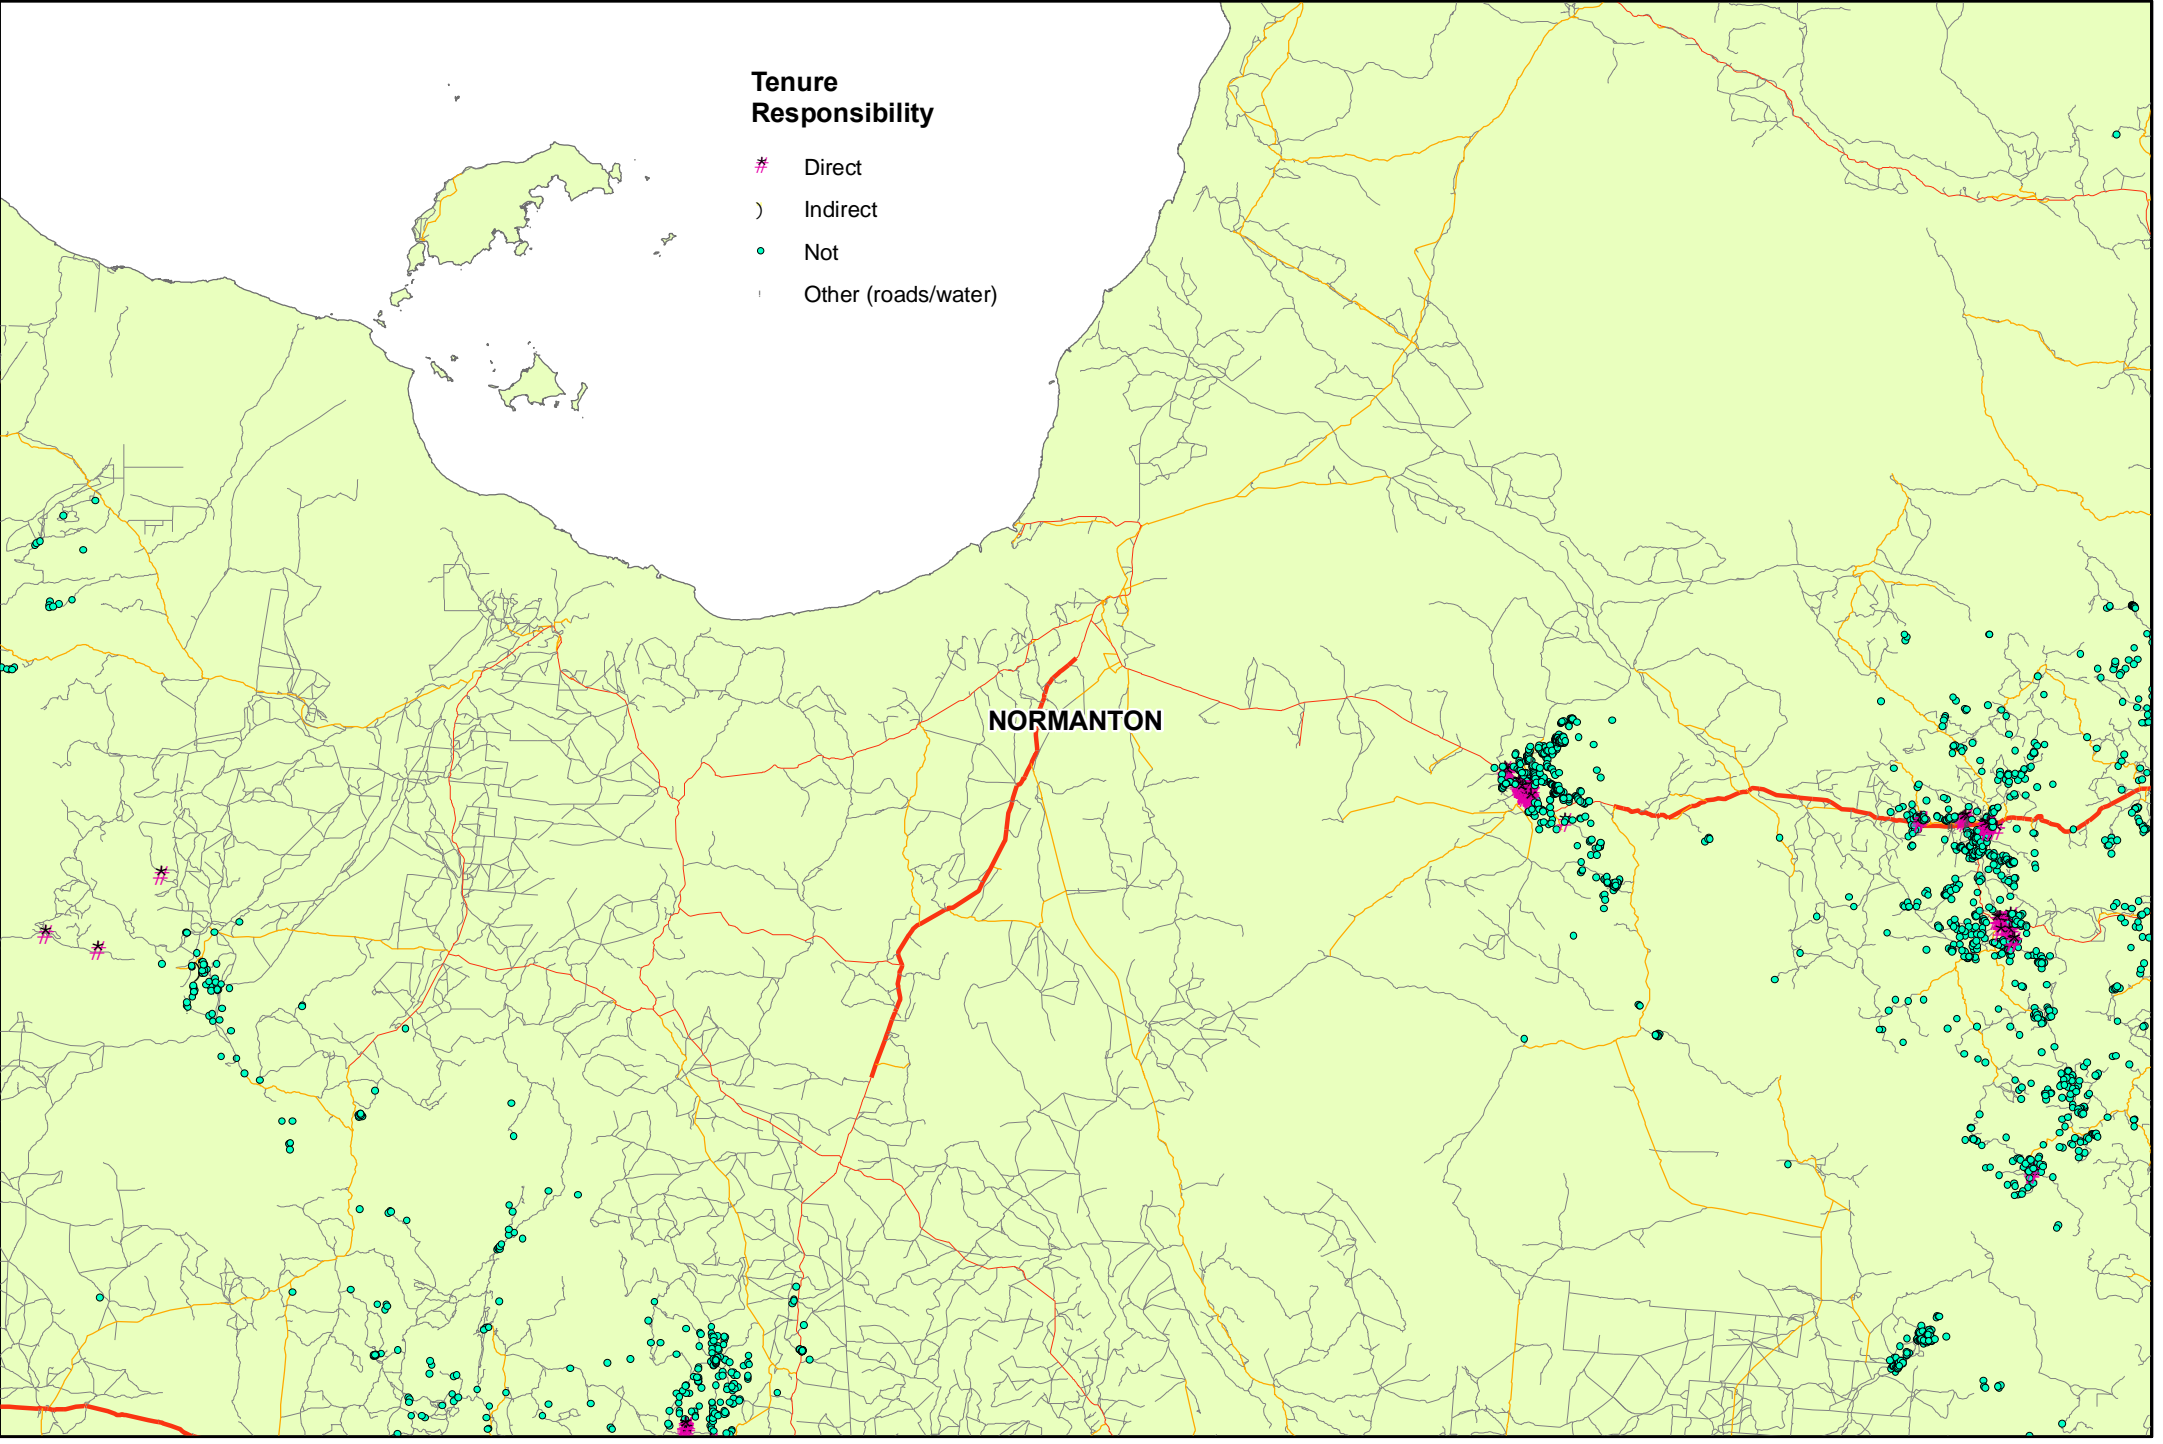 Tenure
Responsibility
Direct
Indirect
Not
Other (roads/water)
NORMANTON